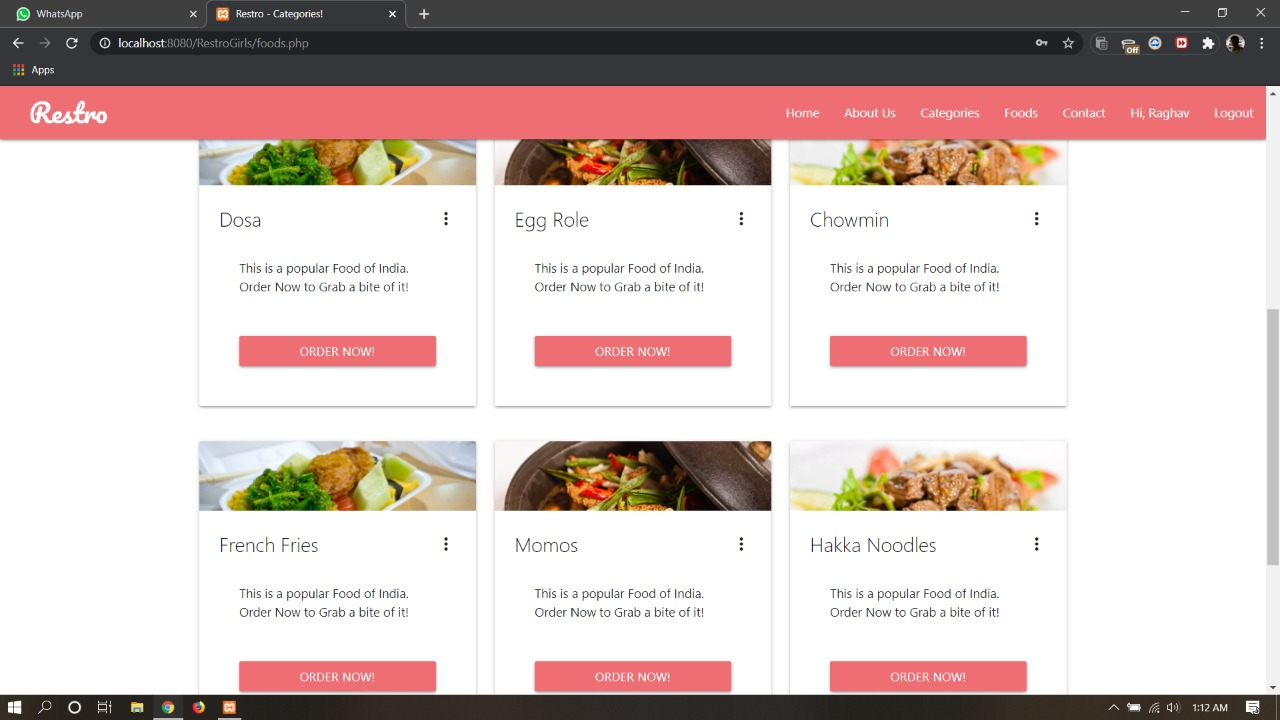 WhatsApp
Restro - Categories!
localhost:8080/RestroGirls/foods.php
Off
Apps
Restro
Home About Us Categories Foods Contact Hi, Raghav Logout
Dosa
This is a popular Food of India.
Order Now to Grab a bite of it!
ORDER NOW!
Egg Role
This is a popular Food of India.
Order Now to Grab a bite of it!
ORDER NOW!
Chowmin
This is a popular Food of India.
Order Now to Grab a bite of it!
ORDER NOW!
French Fries
This is a popular Food of India.
Order Now to Grab a bite of it!
ORDER NOW!
Momos
This is a popular Food of India.
Order Now to Grab a bite of it!
ORDER NOW!
Hakka Noodles
This is a popular Food of India.
Order Now to Grab a bite of it!
ORDER NOW!
1:12 AM